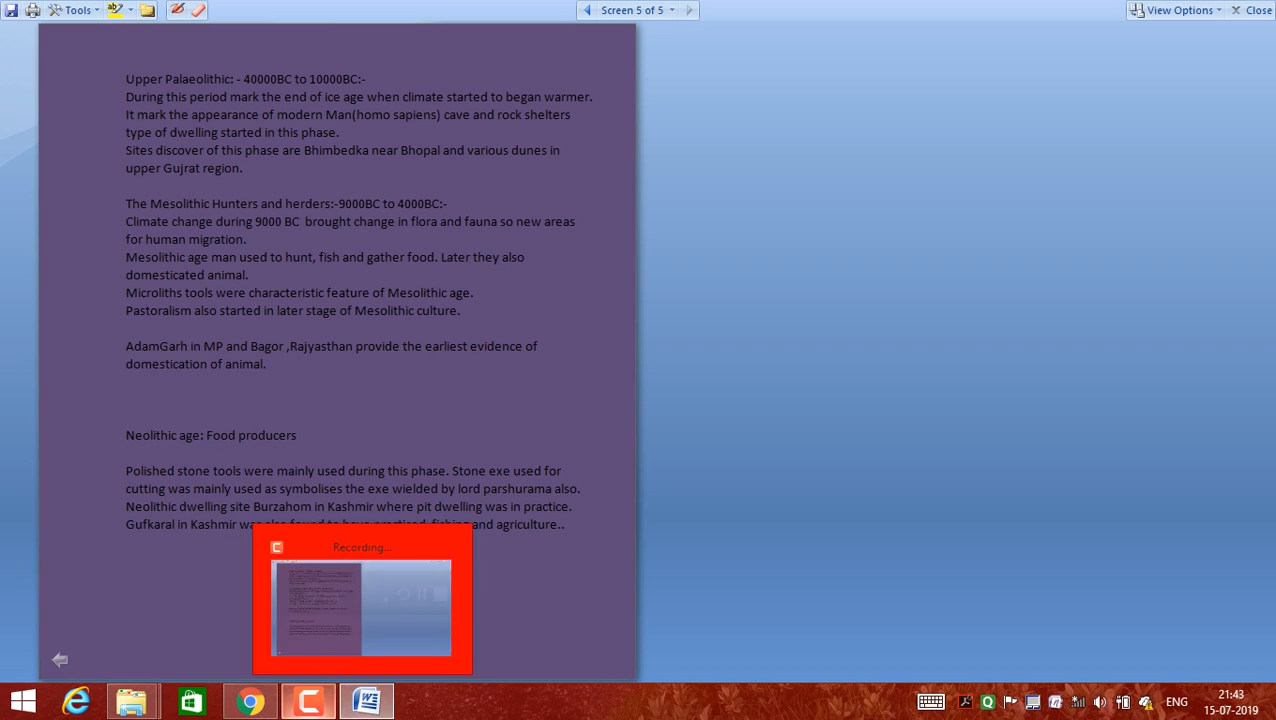 Tools
Screen 5 of 5
View Options
Close
Upper Palaeolithic: - 40000BC to 10000BC:-
During this period mark the end of ice age when climate started to began warmer.
It mark the appearance of modern Man(homo sapiens) cave and rock shelters
type of dwelling started in this phase.
Sites discover of this phase are Bhimbedka near Bhopal and various dunes in
upper Gujrat region.
The Mesolithic Hunters and herders:-9000BC to 4000BC:-
Climate change during 9000 BC  brought change in flora and fauna so new areas
for human migration.
Mesolithic age man used to hunt, fish and gather food. Later they also
domesticated animal.
Microliths tools were characteristic feature of Mesolithic age.
Pastoralism also started in later stage of Mesolithic culture.
AdamGarh in MP and Bagor ,Rajyasthan provide the earliest evidence of
domestication of animal.
Neolithic age: Food producers
Polished stone tools were mainly used during this phase. Stone exe used for
cutting was mainly used as symbolises the exe wielded by lord parshurama also.
Neolithic dwelling site Burzahom in Kashmir where pit dwelling was in practice.
Gufkaral in Kashmir was also found to have practiced fishing and agriculture..
Recording...
ENG
21:43
15-07-2019